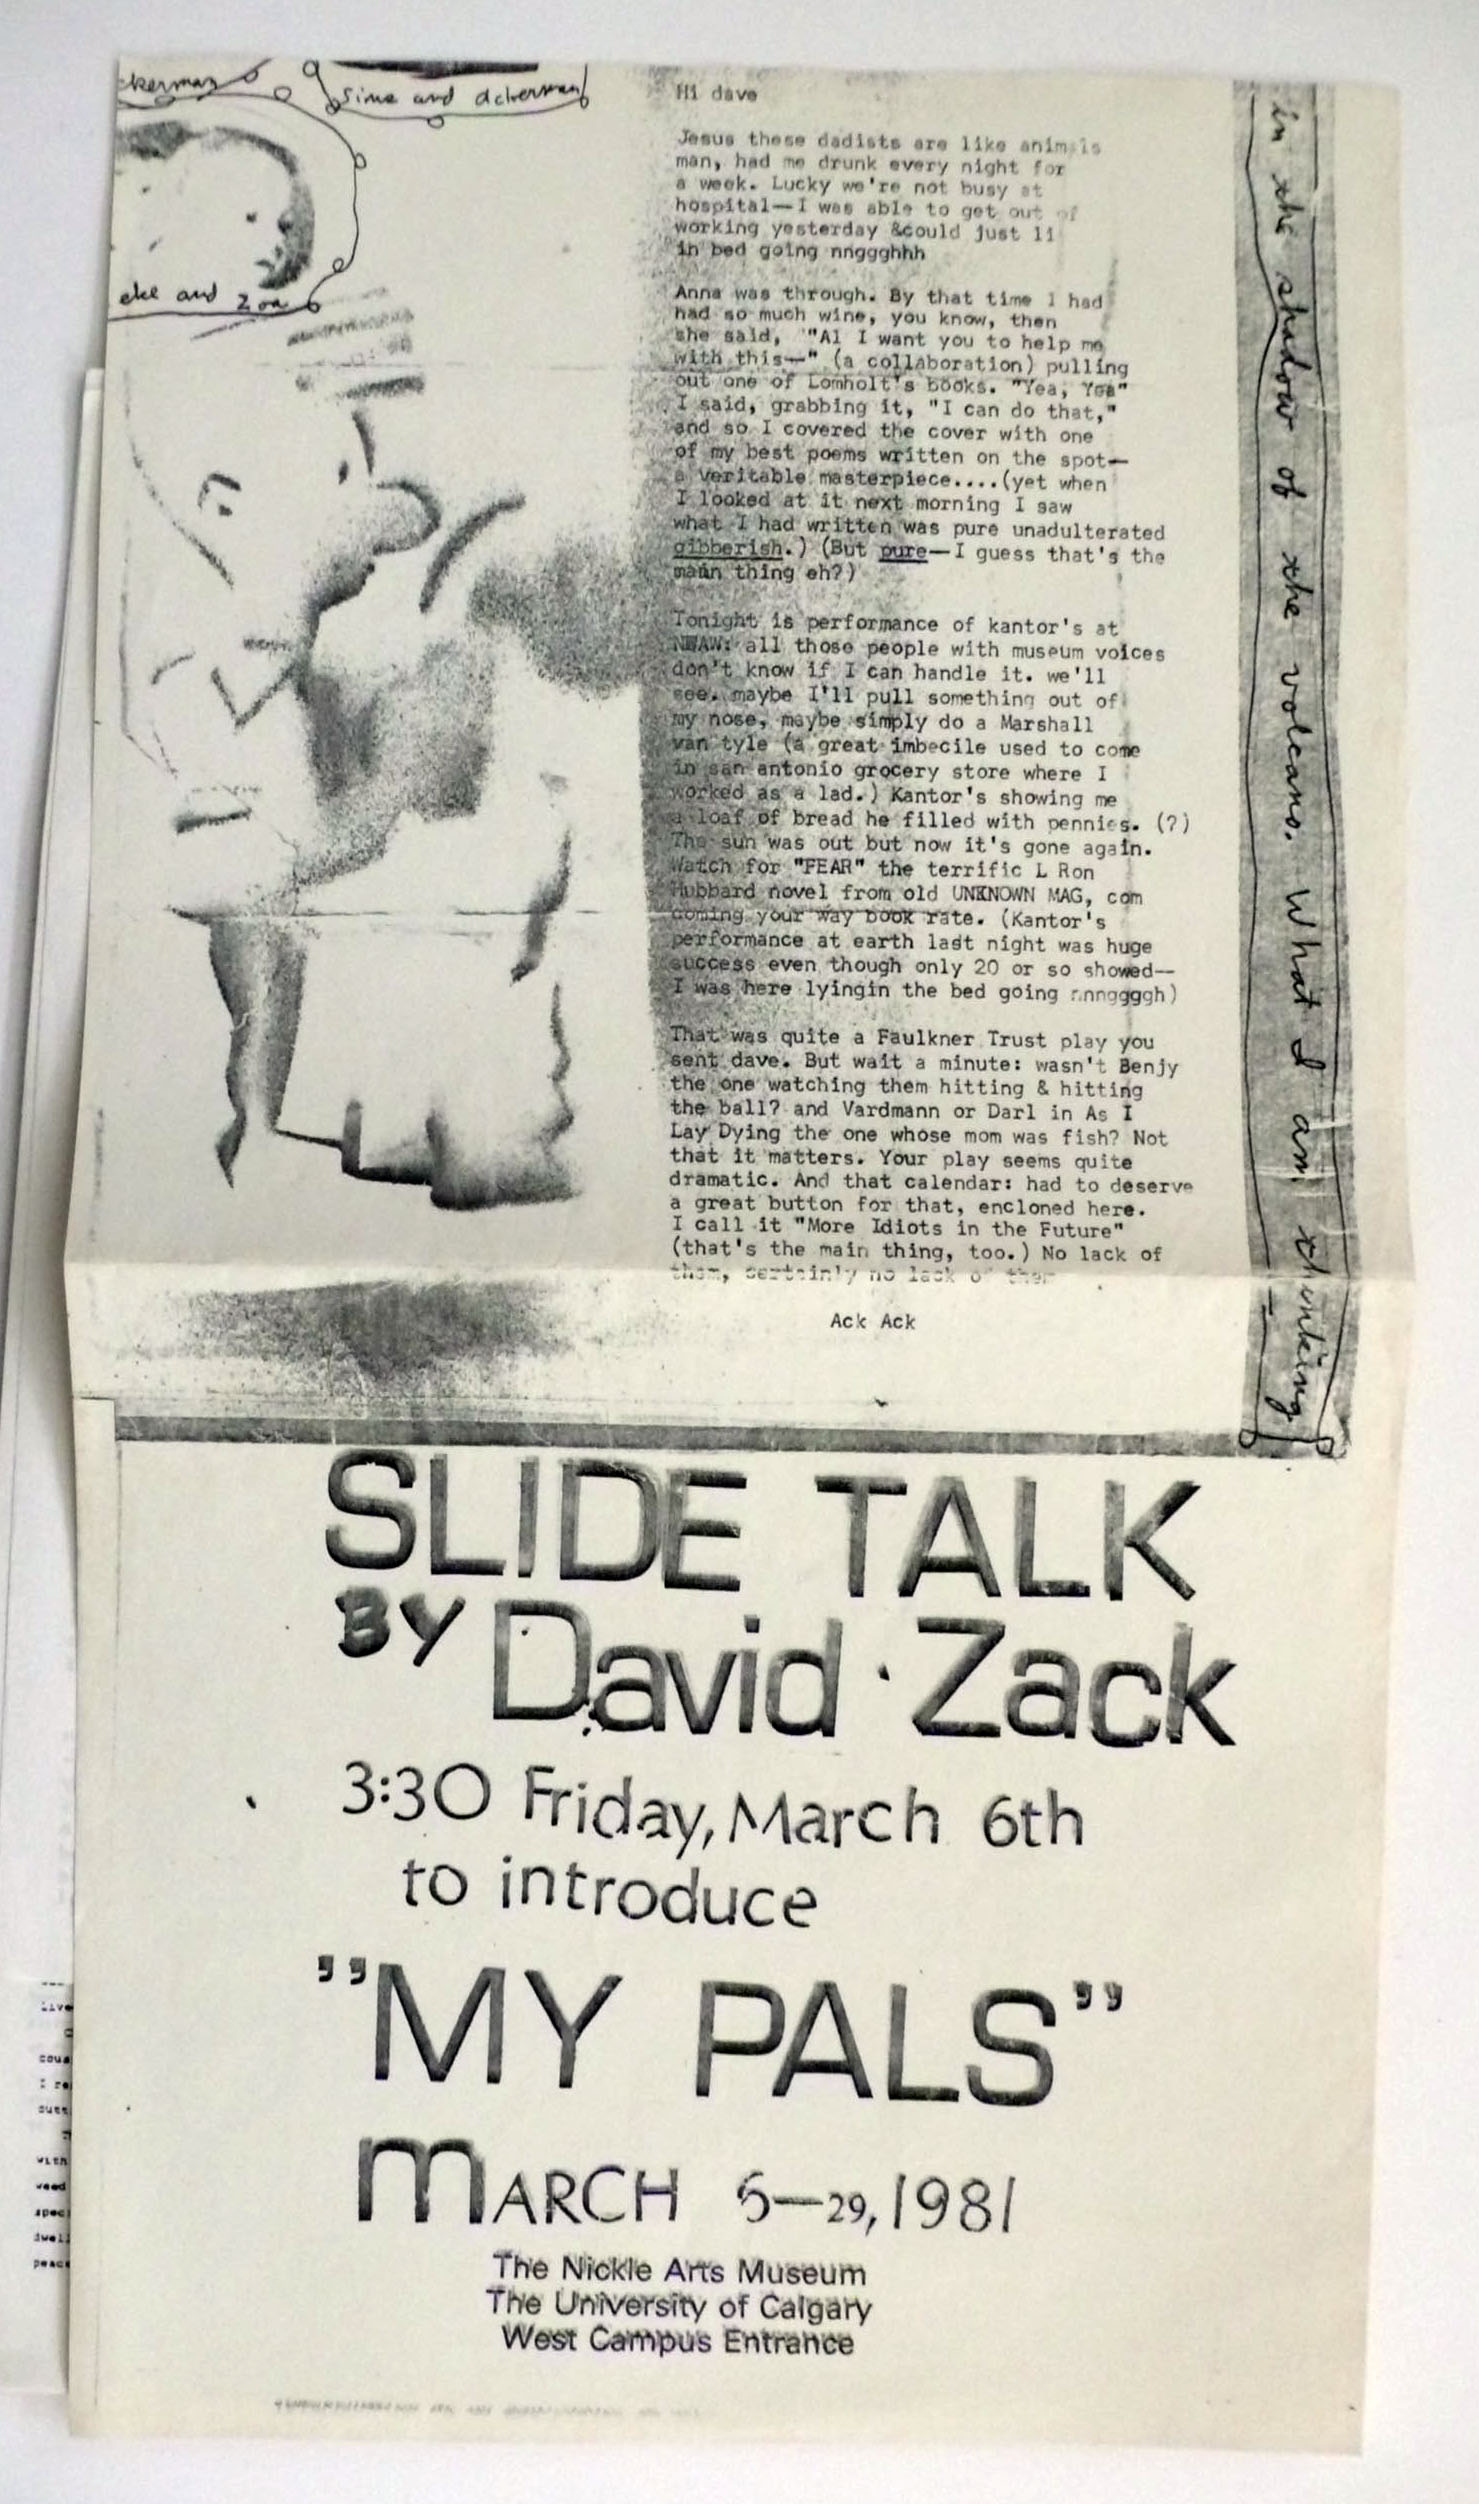 ckerman
Sime and Ackerman
eke and Zoa
Hi dave
Jesus these dadists are like animals
man, had me drunk every night for
a week. Lucky we're not busy at
hospital—I was able to get out of
working yesterday &could just li
in bed going nnggghhh
Anna was through. By that time I had
had so much wine, you know, then
she said, "Al I want you to help me
with this—" (a collaboration) pulling
out one of Lomholt's books. "Yea, Yea"
I said, grabbing it, "I can do that,"
and so I covered the cover with one
of my best poems written on the spot—
a veritable masterpiece....(yet when
I looked at it next morning I saw
what I had written was pure unadulterated
gibberish.) (But pure—I guess that's the
main thing eh?)
Tonight is performance of kantor's at
all those people with museum voices
don't know if I can handle it. we'll
see. maybe I'll pull something out of
my nose, maybe simply do a Marshall
van tyle (a great imbecile used to come
in san antonio grocery store where I
worked as a lad.) Kantor's showing me
a loaf of bread he filled with pennies. (?)
The sun was out but now it's gone again.
Watch for "FEAR" the terrific L Ron
Hubbard novel from old UNKNOWN MAG, com
coming your way book rate. (Kantor's
performance at earth last night was huge
success even though only 20 or so showed—
I was here lyingin the bed going nnnggggh)
That was quite a Faulkner Trust play you
sent dave. But wait a minute: wasn't Benjy
the one watching them hitting & hitting
the ball? and Vardmann or Darl in As I
Lay Dying the one whose mom was fish? Not
that it matters. Your play seems quite
dramatic. And that calendar: had to deserve
a great button for that, encloned here.
I call it "More Idiots in the Future"
(that's the main thing, too.) No lack of
them, certainly no lack of them
Ack Ack
in the shadow of the volcano. What I am thinking
SLIDE TALK
BY David Zack
3:30 Friday, March 6th
to introduce
"MY PALS"
MARCH 6—29, 1981
The Nickle Arts Museum
The University of Calgary
West Campus Entrance